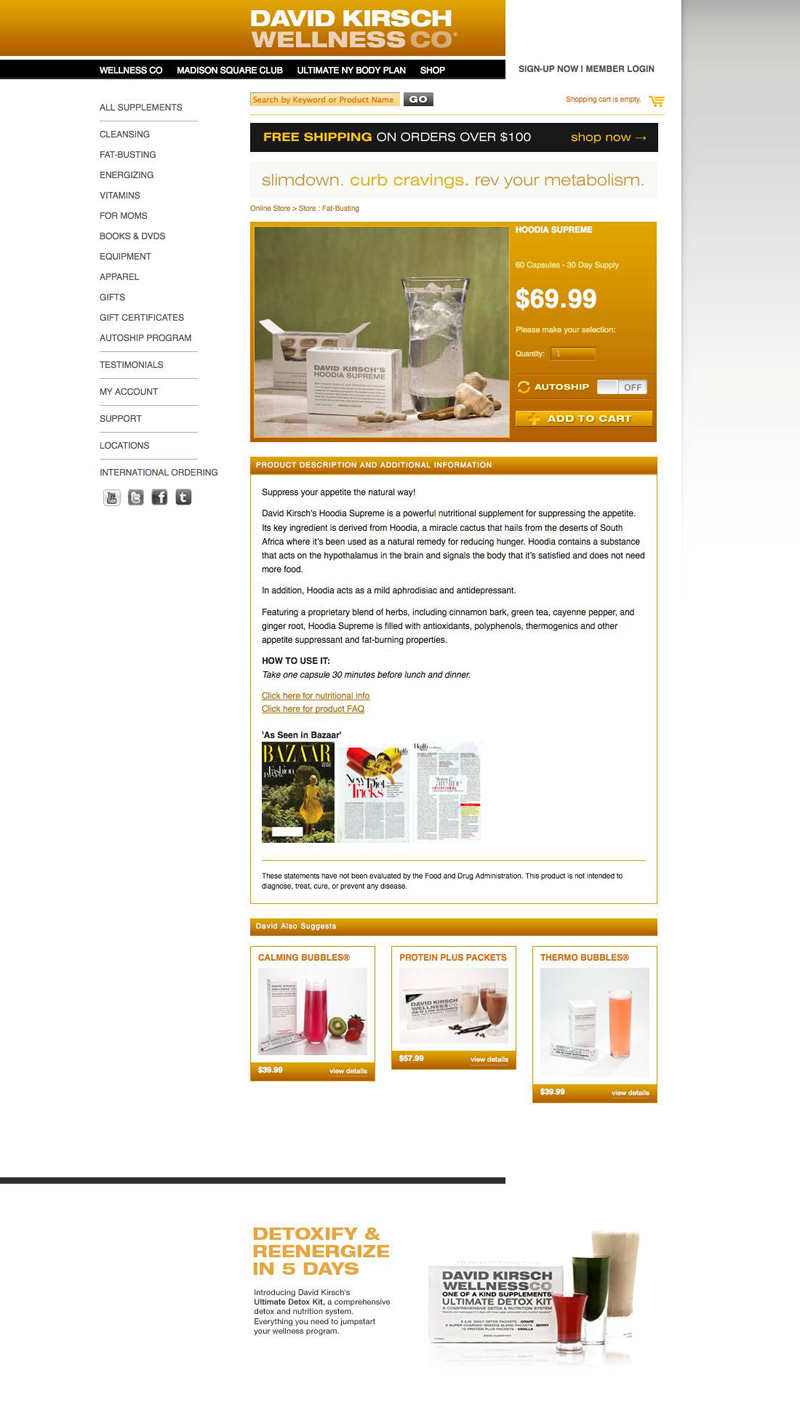 DAVID KIRSCH
WELLNESS CO®
WELLNESS CO MADISON SQUARE CLUB ULTIMATE NY BODY PLAN SHOP
SIGN-UP NOW | MEMBER LOGIN
ALL SUPPLEMENTS
CLEANSING
FAT-BUSTING
ENERGIZING
VITAMINS
FOR MOMS
BOOKS & DVDS
EQUIPMENT
APPAREL
GIFTS
GIFT CERTIFICATES
AUTOSHIP PROGRAM
TESTIMONIALS
MY ACCOUNT
SUPPORT
LOCATIONS
INTERNATIONAL ORDERING
Search by Keyword or Product Name GO
Shopping cart is empty.
FREE SHIPPING ON ORDERS OVER $100 shop now →
slimdown. curb cravings. rev your metabolism.
Online Store > Store : Fat-Busting
DAVID KIRSCH'S
HOODIA SUPREME
HOODIA SUPREME
60 Capsules - 30 Day Supply
$69.99
Please make your selection:
Quantity: 1
AUTOSHIP OFF
ADD TO CART
PRODUCT DESCRIPTION AND ADDITIONAL INFORMATION
Suppress your appetite the natural way!
David Kirsch's Hoodia Supreme is a powerful nutritional supplement for suppressing the appetite.
Its key ingredient is derived from Hoodia, a miracle cactus that hails from the deserts of South
Africa where it's been used as a natural remedy for reducing hunger. Hoodia contains a substance
that acts on the hypothalamus in the brain and signals the body that it's satisfied and does not need
more food.
In addition, Hoodia acts as a mild aphrodisiac and antidepressant.
Featuring a proprietary blend of herbs, including cinnamon bark, green tea, cayenne pepper, and
ginger root, Hoodia Supreme is filled with antioxidants, polyphenols, thermogenics and other
appetite suppressant and fat-burning properties.
HOW TO USE IT:
Take one capsule 30 minutes before lunch and dinner.
Click here for nutritional info
Click here for product FAQ
'As Seen in Bazaar'
BAZAAR
Fashion
New Diet
Tricks
These statements have not been evaluated by the Food and Drug Administration. This product is not intended to
diagnose, treat, cure, or prevent any disease.
David Also Suggests
CALMING BUBBLES®
$39.99 view details
PROTEIN PLUS PACKETS
DAVID KIRSCH
WELLNESSCO
$57.99 view details
THERMO BUBBLES®
$39.99 view details
DETOXIFY &
REENERGIZE
IN 5 DAYS
Introducing David Kirsch's
Ultimate Detox Kit, a comprehensive
detox and nutrition system.
Everything you need to jumpstart
your wellness program.
DAVID KIRSCH
WELLNESSCO
ONE OF A KIND SUPPLEMENTS
ULTIMATE DETOX KIT
A COMPREHENSIVE DETOX & NUTRITION SYSTEM